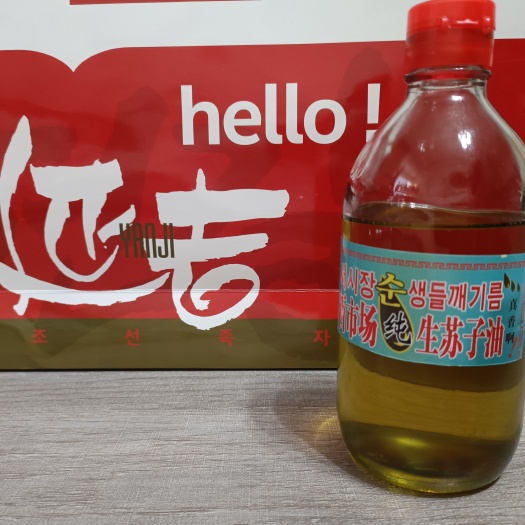 hello!
延吉
YANJI
조선족자
시장 순 생들깨기름
市场 纯 生苏子油
真香啊